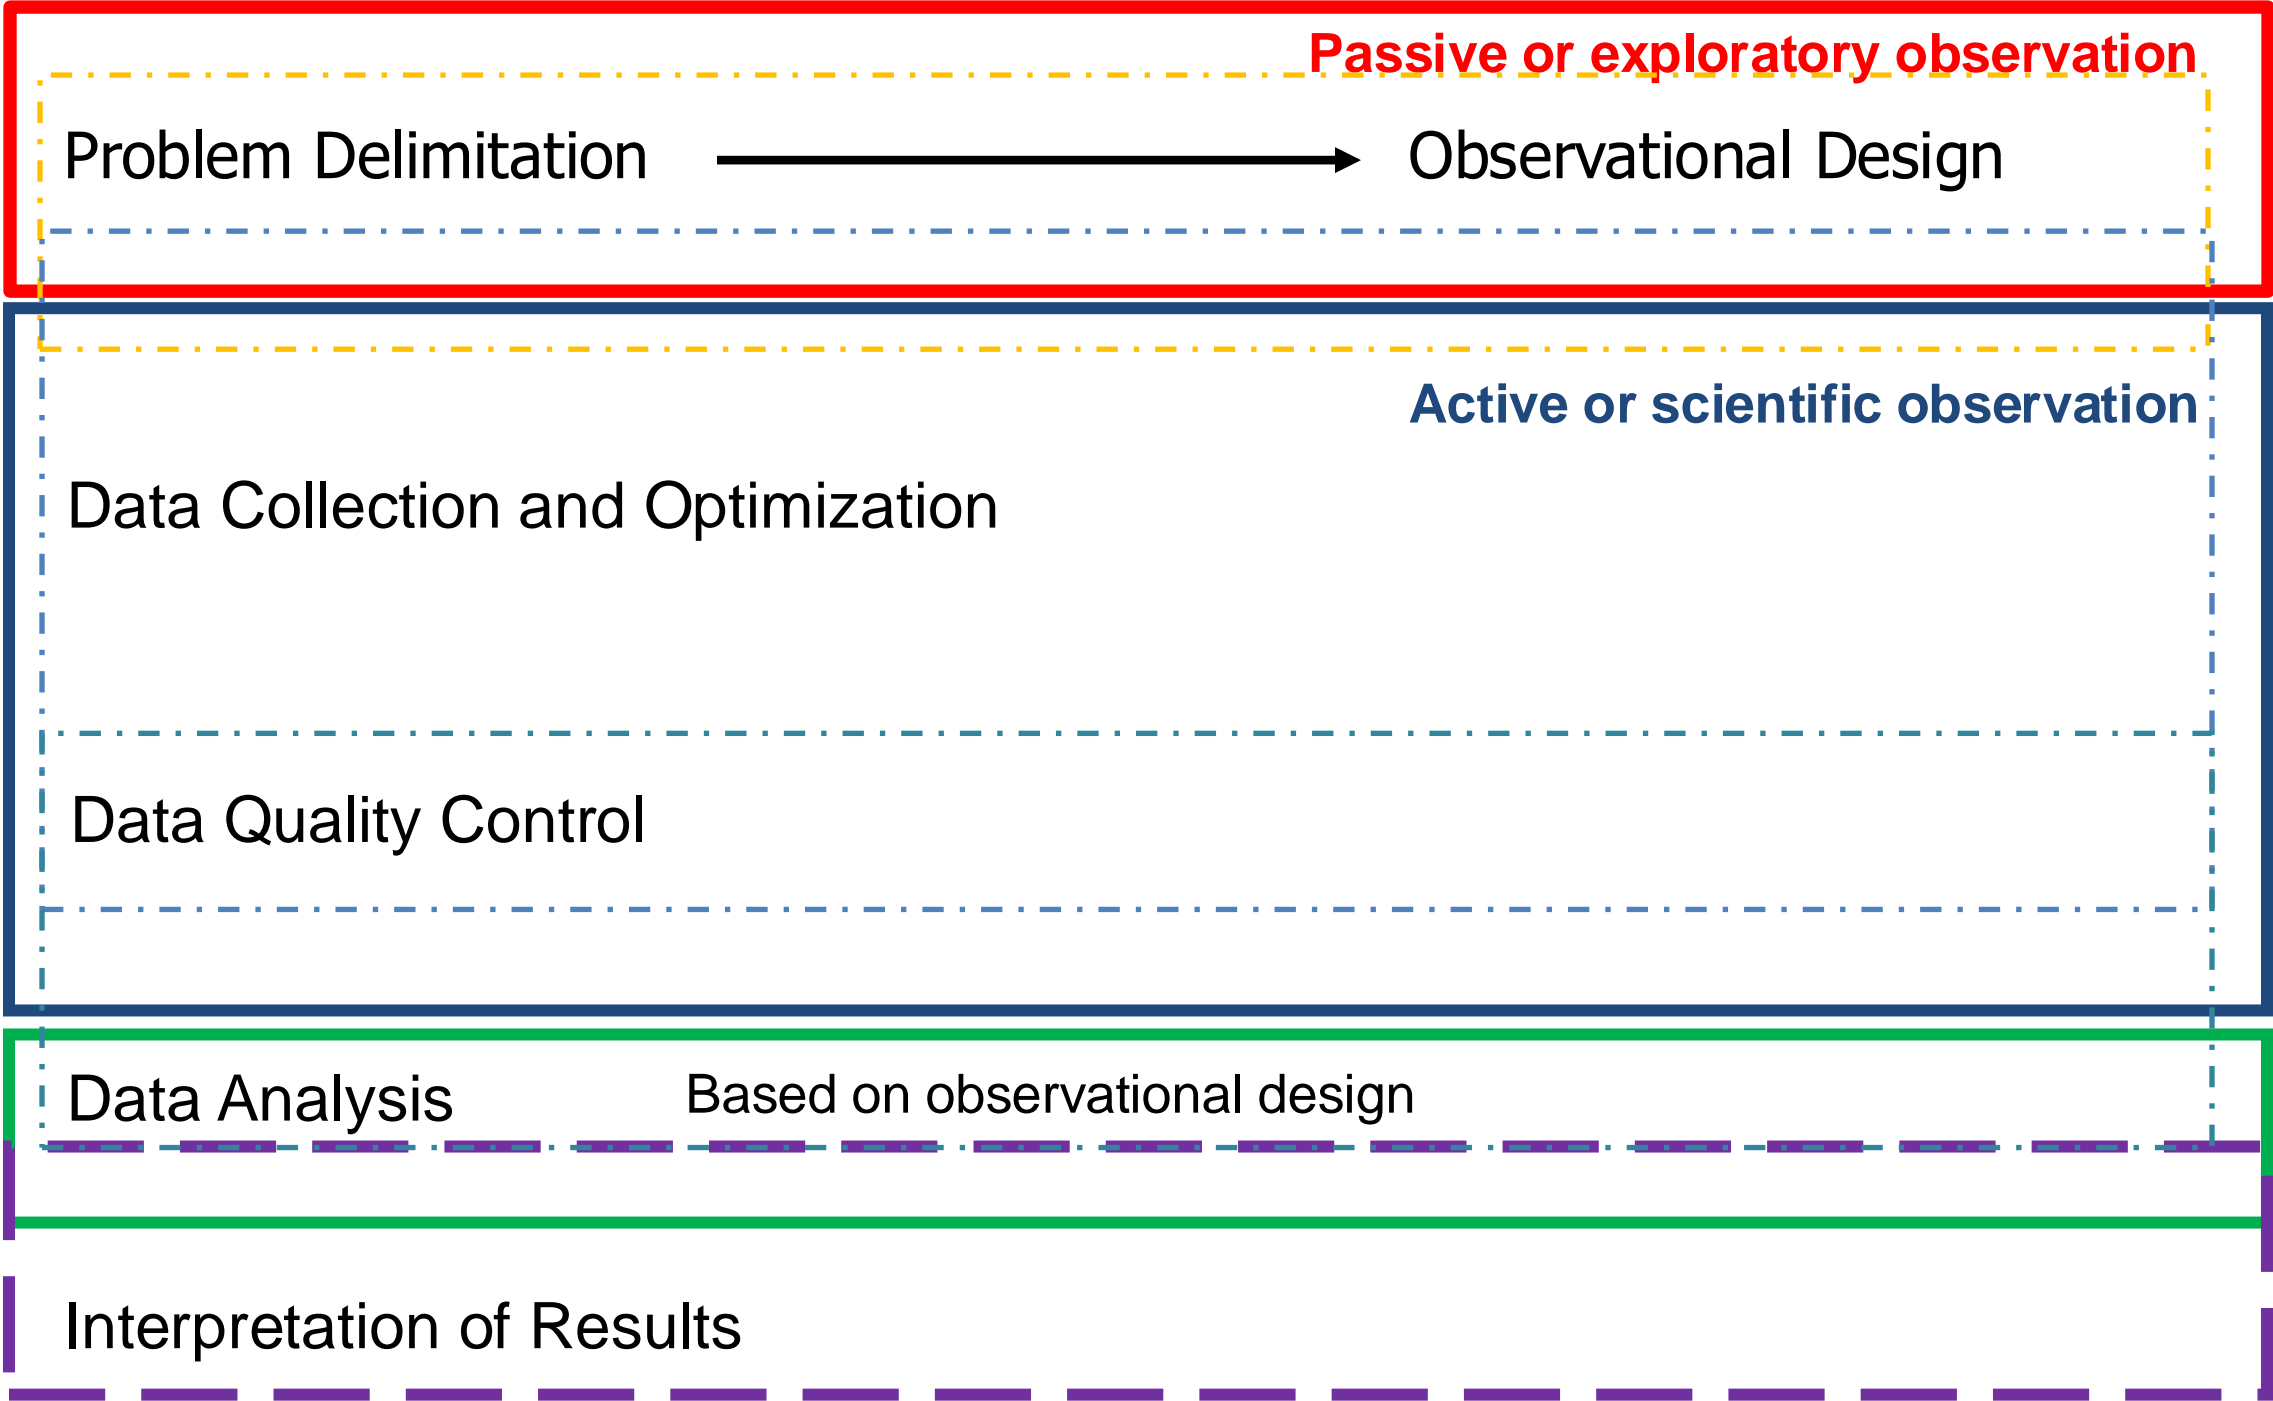 Passive or exploratory observation
Problem Delimitation Observational Design
Active or scientific observation
Data Collection and Optimization
Data Quality Control
Data Analysis Based on observational design
Interpretation of Results